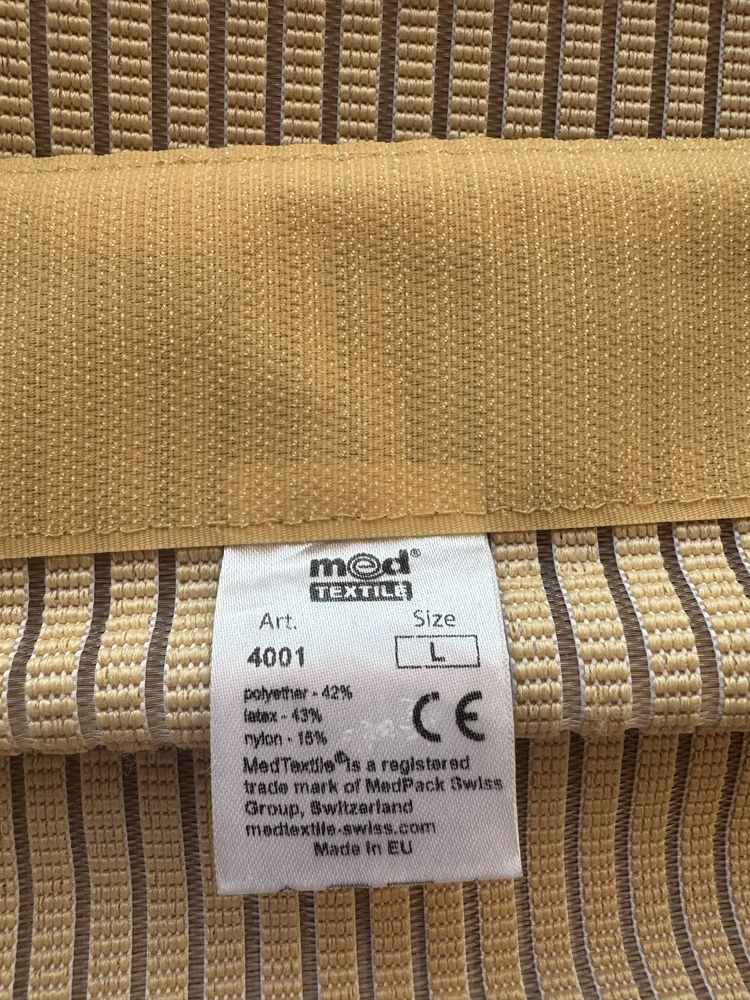 med®
TEXTILE
Art. Size
4001 L
polyether - 42%
latex - 43%
nylon - 15%
CE
MedTextile® is a registered
trade mark of MedPack Swiss
Group, Switzerland
medtextile-swiss.com
Made in EU